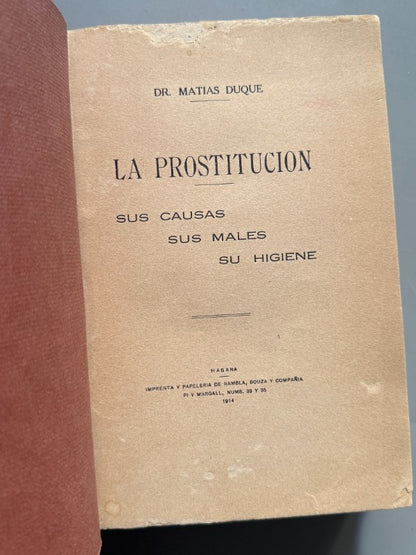 DR. MATIAS DUQUE
LA PROSTITUCION
SUS CAUSAS
SUS MALES
SU HIGIENE
HABANA
IMPRENTA Y PAPELERIA DE RAMBLA, BOUZA Y COMPAÑIA
PI Y MARGALL, NUMS. 33 Y 35
1914